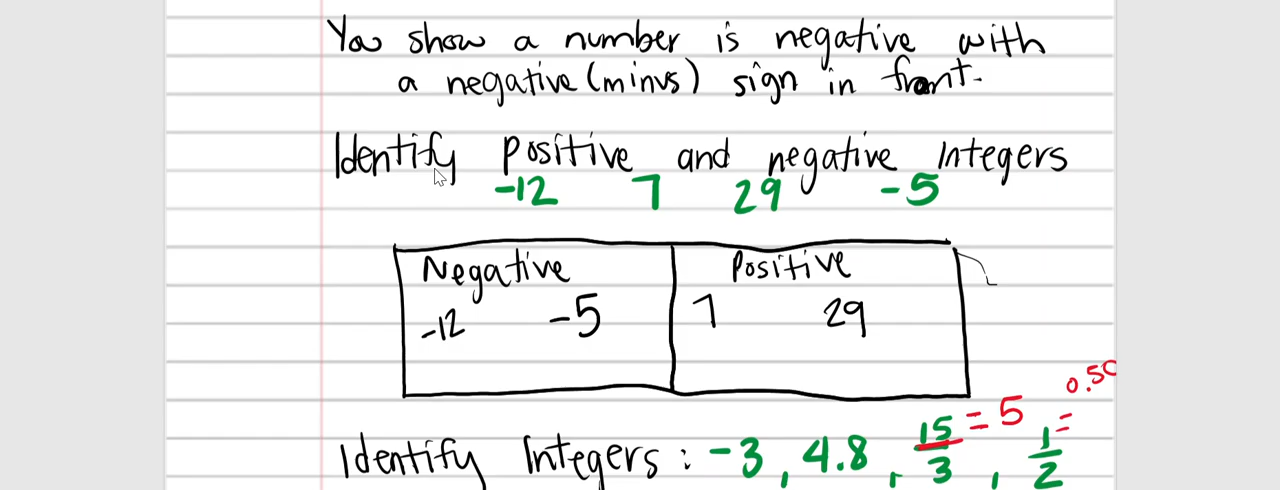 You show a number is negative with
a negative (minus) sign in front.
Identify positive and negative Integers
-12 7 29 -5
Negative Positive
-12 -5 7 29
Identify Integers : -3 , 4.8 , 15/3 = 5 , 1/2 = 0.50